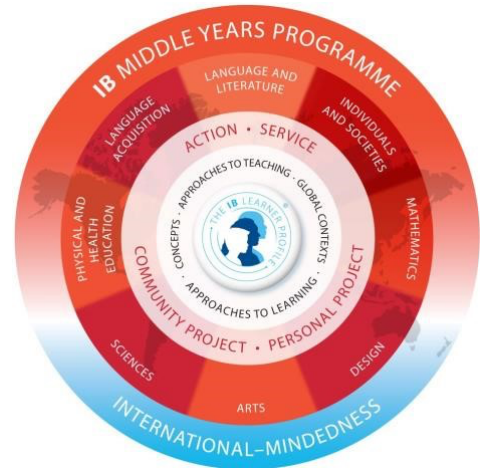 IB MIDDLE YEARS PROGRAMME
LANGUAGE AND
LITERATURE
INDIVIDUALS
AND SOCIETIES
MATHEMATICS
DESIGN
ARTS
SCIENCES
PHYSICAL AND
HEALTH
EDUCATION
LANGUAGE
ACQUISITION
ACTION • SERVICE
PERSONAL PROJECT
•
COMMUNITY PROJECT
APPROACHES TO TEACHING ·
GLOBAL CONTEXTS ·
APPROACHES TO LEARNING ·
CONCEPTS ·
THE IB LEARNER PROFILE
®
INTERNATIONAL–MINDEDNESS